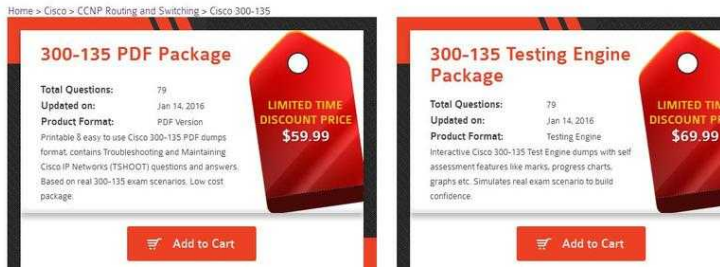 Home > Cisco > CCNP Routing and Switching > Cisco 300-135
300-135 PDF Package
Total Questions: 79
Updated on: Jan 14, 2016
Product Format: PDF Version
Printable & easy to use Cisco 300-135 PDF dumps
format, contains Troubleshooting and Maintaining
Cisco IP Networks (TSHOOT) questions and answers.
Based on real 300-135 exam scenarios. Low cost
package.
LIMITED TIME
DISCOUNT PRICE
$59.99
Add to Cart
300-135 Testing Engine
Package
Total Questions: 79
Updated on: Jan 14, 2016
Product Format: Testing Engine
Interactive Cisco 300-135 Test Engine dumps with self
assessment features like marks, progress charts,
graphs etc. Simulates real exam scenario to build
confidence.
LIMITED TIM
DISCOUNT PR
$69.99
Add to Cart